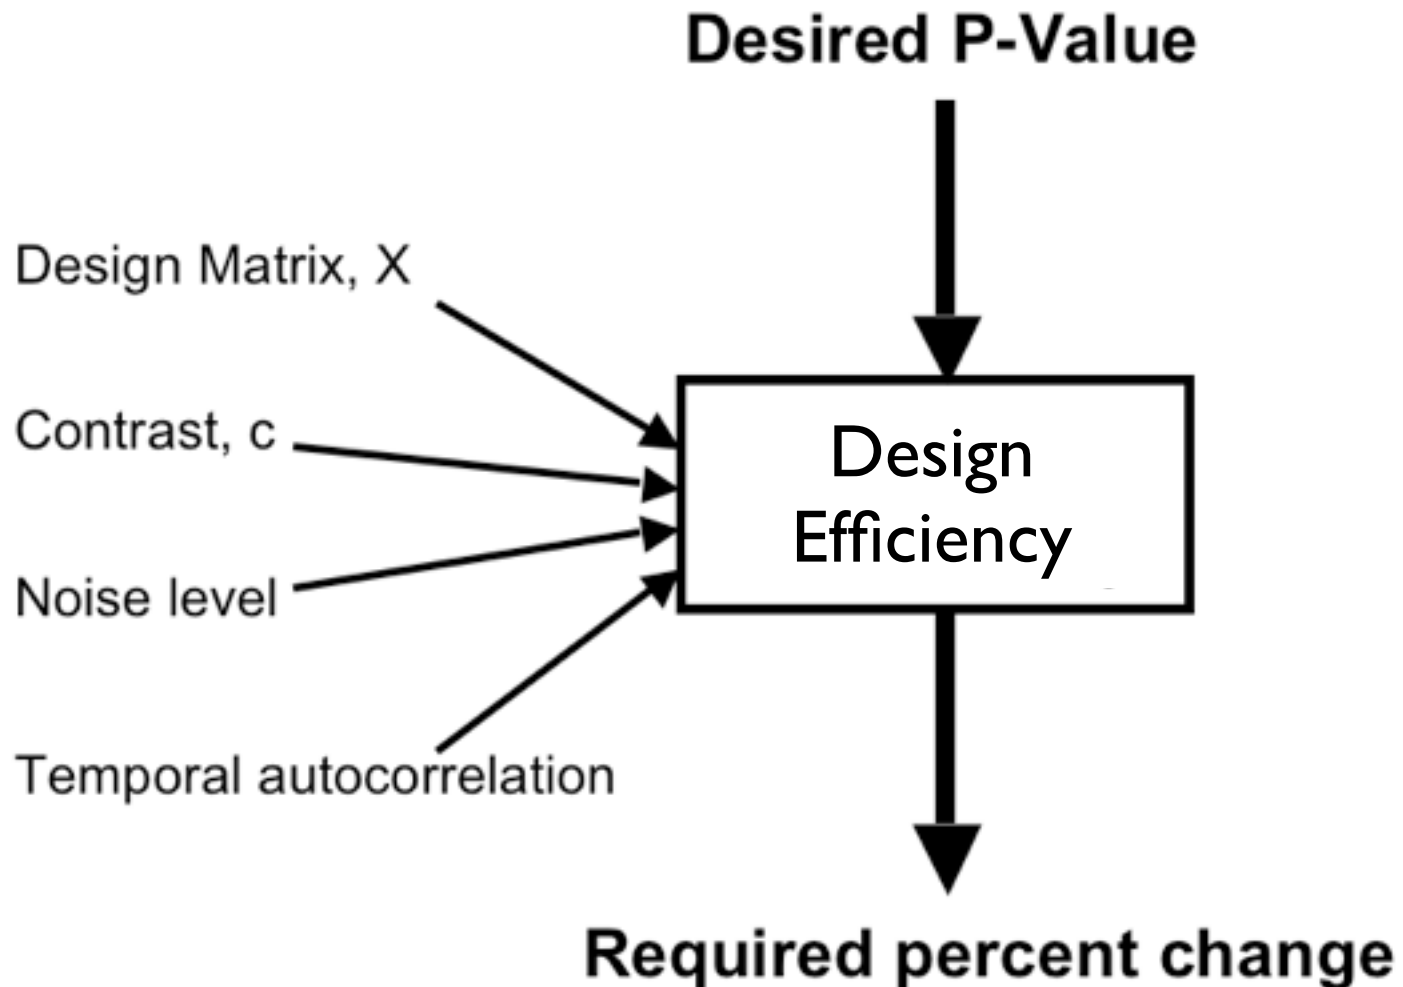 Desired P-Value
Design Matrix, X
Contrast, c
Design
Efficiency
Noise level
Temporal autocorrelation
Required percent change